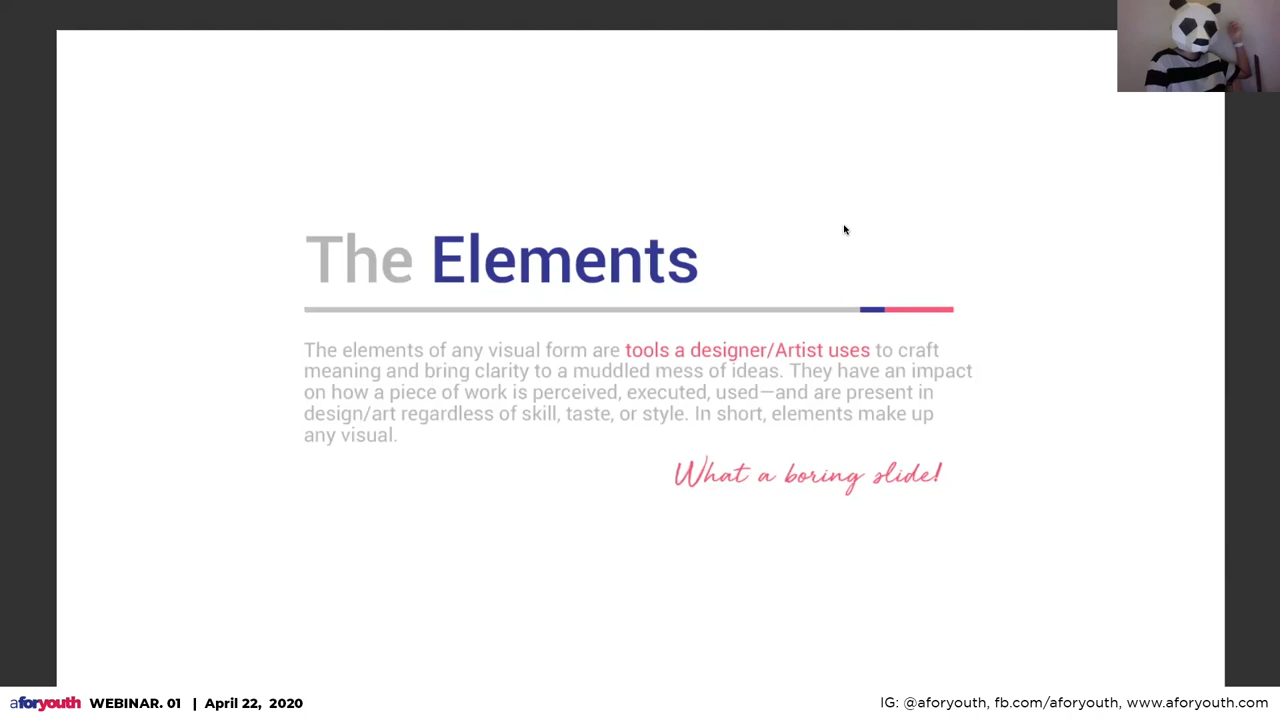 The Elements
The elements of any visual form are tools a designer/Artist uses to craft
meaning and bring clarity to a muddled mess of ideas. They have an impact
on how a piece of work is perceived, executed, used—and are present in
design/art regardless of skill, taste, or style. In short, elements make up
any visual.
What a boring slide!
aforyouth WEBINAR. 01 | April 22, 2020
IG: @aforyouth, fb.com/aforyouth, www.aforyouth.com